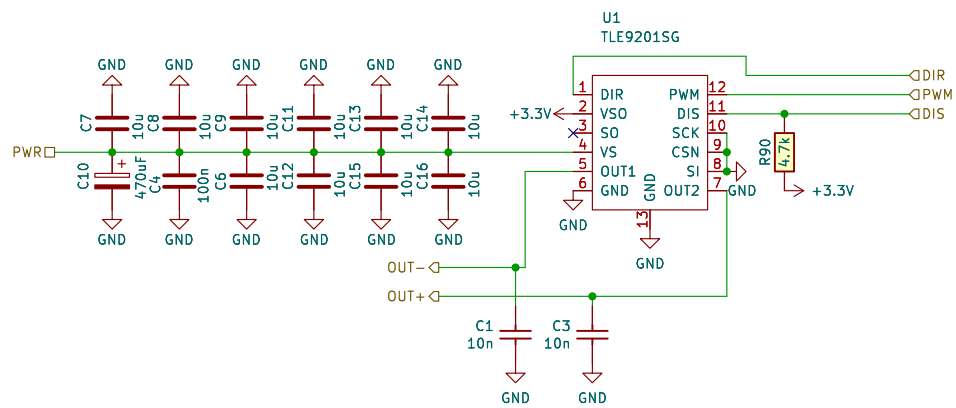 U1
TLE9201SG
GND GND GND GND GND GND
C7 10u C8 10u C9 10u C11 10u C13 10u C14 10u
PWR
C10 + 470uF C4 100n C6 10u C12 10u C15 10u C16 10u
GND GND GND GND GND GND
1 DIR PWM 12 DIR
+3.3V 2 VSO DIS 11 PWM
3 SO SCK 10 DIS
4 VS CSN 9
5 OUT1 SI 8
6 GND GND OUT2 7 GND
13
GND
GND
R90 4.7k
+3.3V
OUT-
OUT+
C1
10n
C3
10n
GND GND